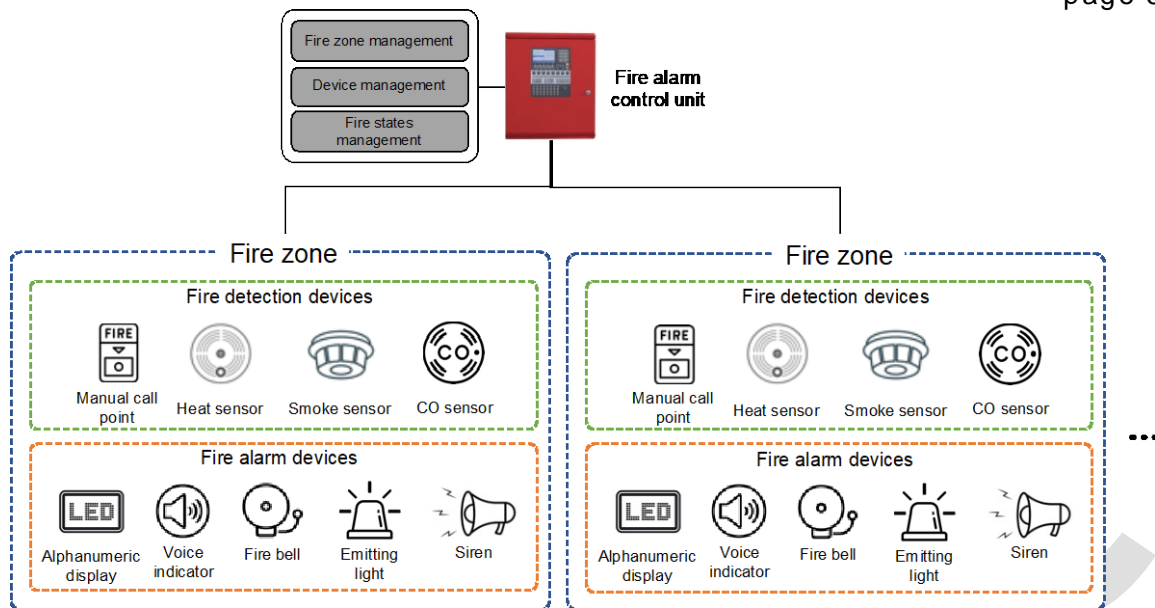 page
Fire zone management
Device management
Fire states
management
Fire alarm
control unit
Fire zone
Fire detection devices
FIRE
CO
Manual call
point
Heat sensor
Smoke sensor
CO sensor
Fire alarm devices
LED
Alphanumeric
display
Voice
indicator
Fire bell
Emitting
light
Siren
Fire zone
Fire detection devices
FIRE
CO
Manual call
point
Heat sensor
Smoke sensor
CO sensor
Fire alarm devices
LED
Alphanumeric
display
Voice
indicator
Fire bell
Emitting
light
Siren
...